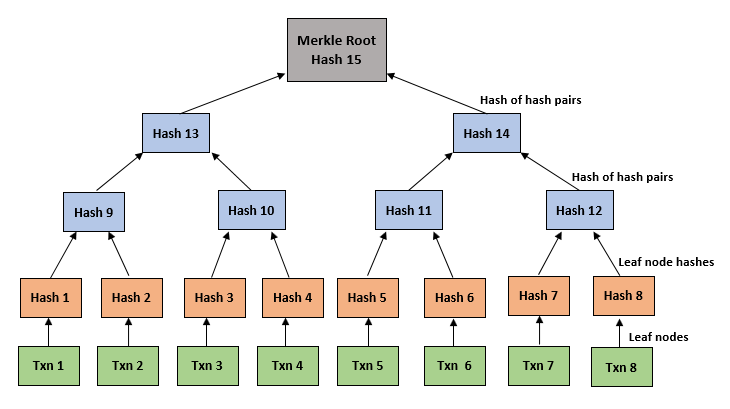 Merkle Root
Hash 15
Hash of hash pairs
Hash 13
Hash 14
Hash of hash pairs
Hash 9
Hash 10
Hash 11
Hash 12
Leaf node hashes
Hash 1
Hash 2
Hash 3
Hash 4
Hash 5
Hash 6
Hash 7
Hash 8
Leaf nodes
Txn 1
Txn 2
Txn 3
Txn 4
Txn 5
Txn 6
Txn 7
Txn 8